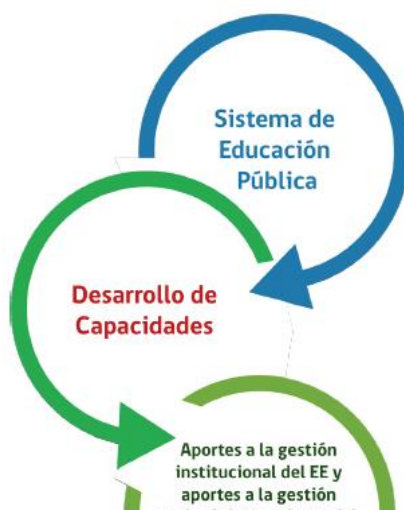 Sistema de
Educación
Pública
Desarrollo de
Capacidades
Aportes a la gestión
institucional del EE y
aportes a la gestión